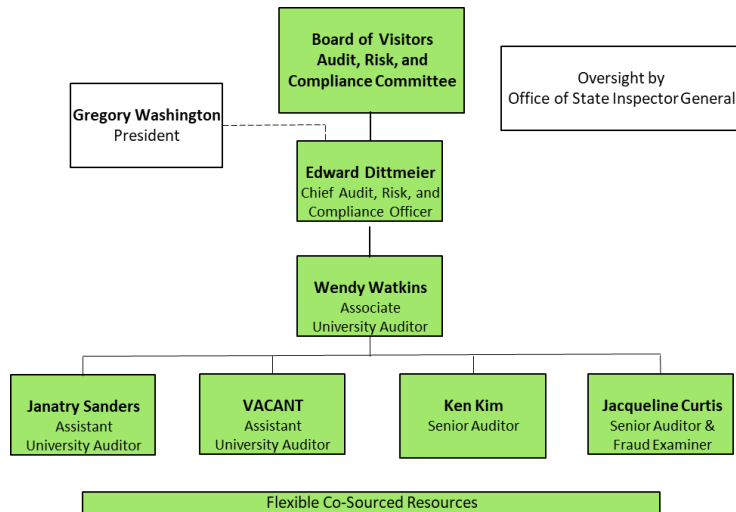 Board of Visitors
Audit, Risk, and
Compliance Committee
Oversight by
Office of State Inspector General
Gregory Washington
President
Edward Dittmeier
Chief Audit, Risk, and
Compliance Officer
Wendy Watkins
Associate
University Auditor
Janatry Sanders
Assistant
University Auditor
VACANT
Assistant
University Auditor
Ken Kim
Senior Auditor
Jacqueline Curtis
Senior Auditor &
Fraud Examiner
Flexible Co-Sourced Resources